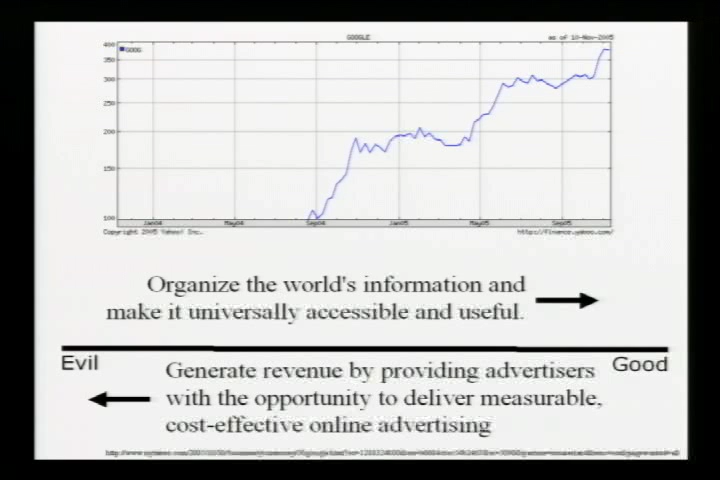 GOOGLE
as of 10-Nov-2005
GOOG
400
350
300
250
200
150
100
Jan04
May04
Sep04
Jan05
May05
Sep05
Copyright 2005 Yahoo! Inc.
http://finance.yahoo.com/
Organize the world's information and
make it universally accessible and useful.
Evil
Good
Generate revenue by providing advertisers
with the opportunity to deliver measurable,
cost-effective online advertising